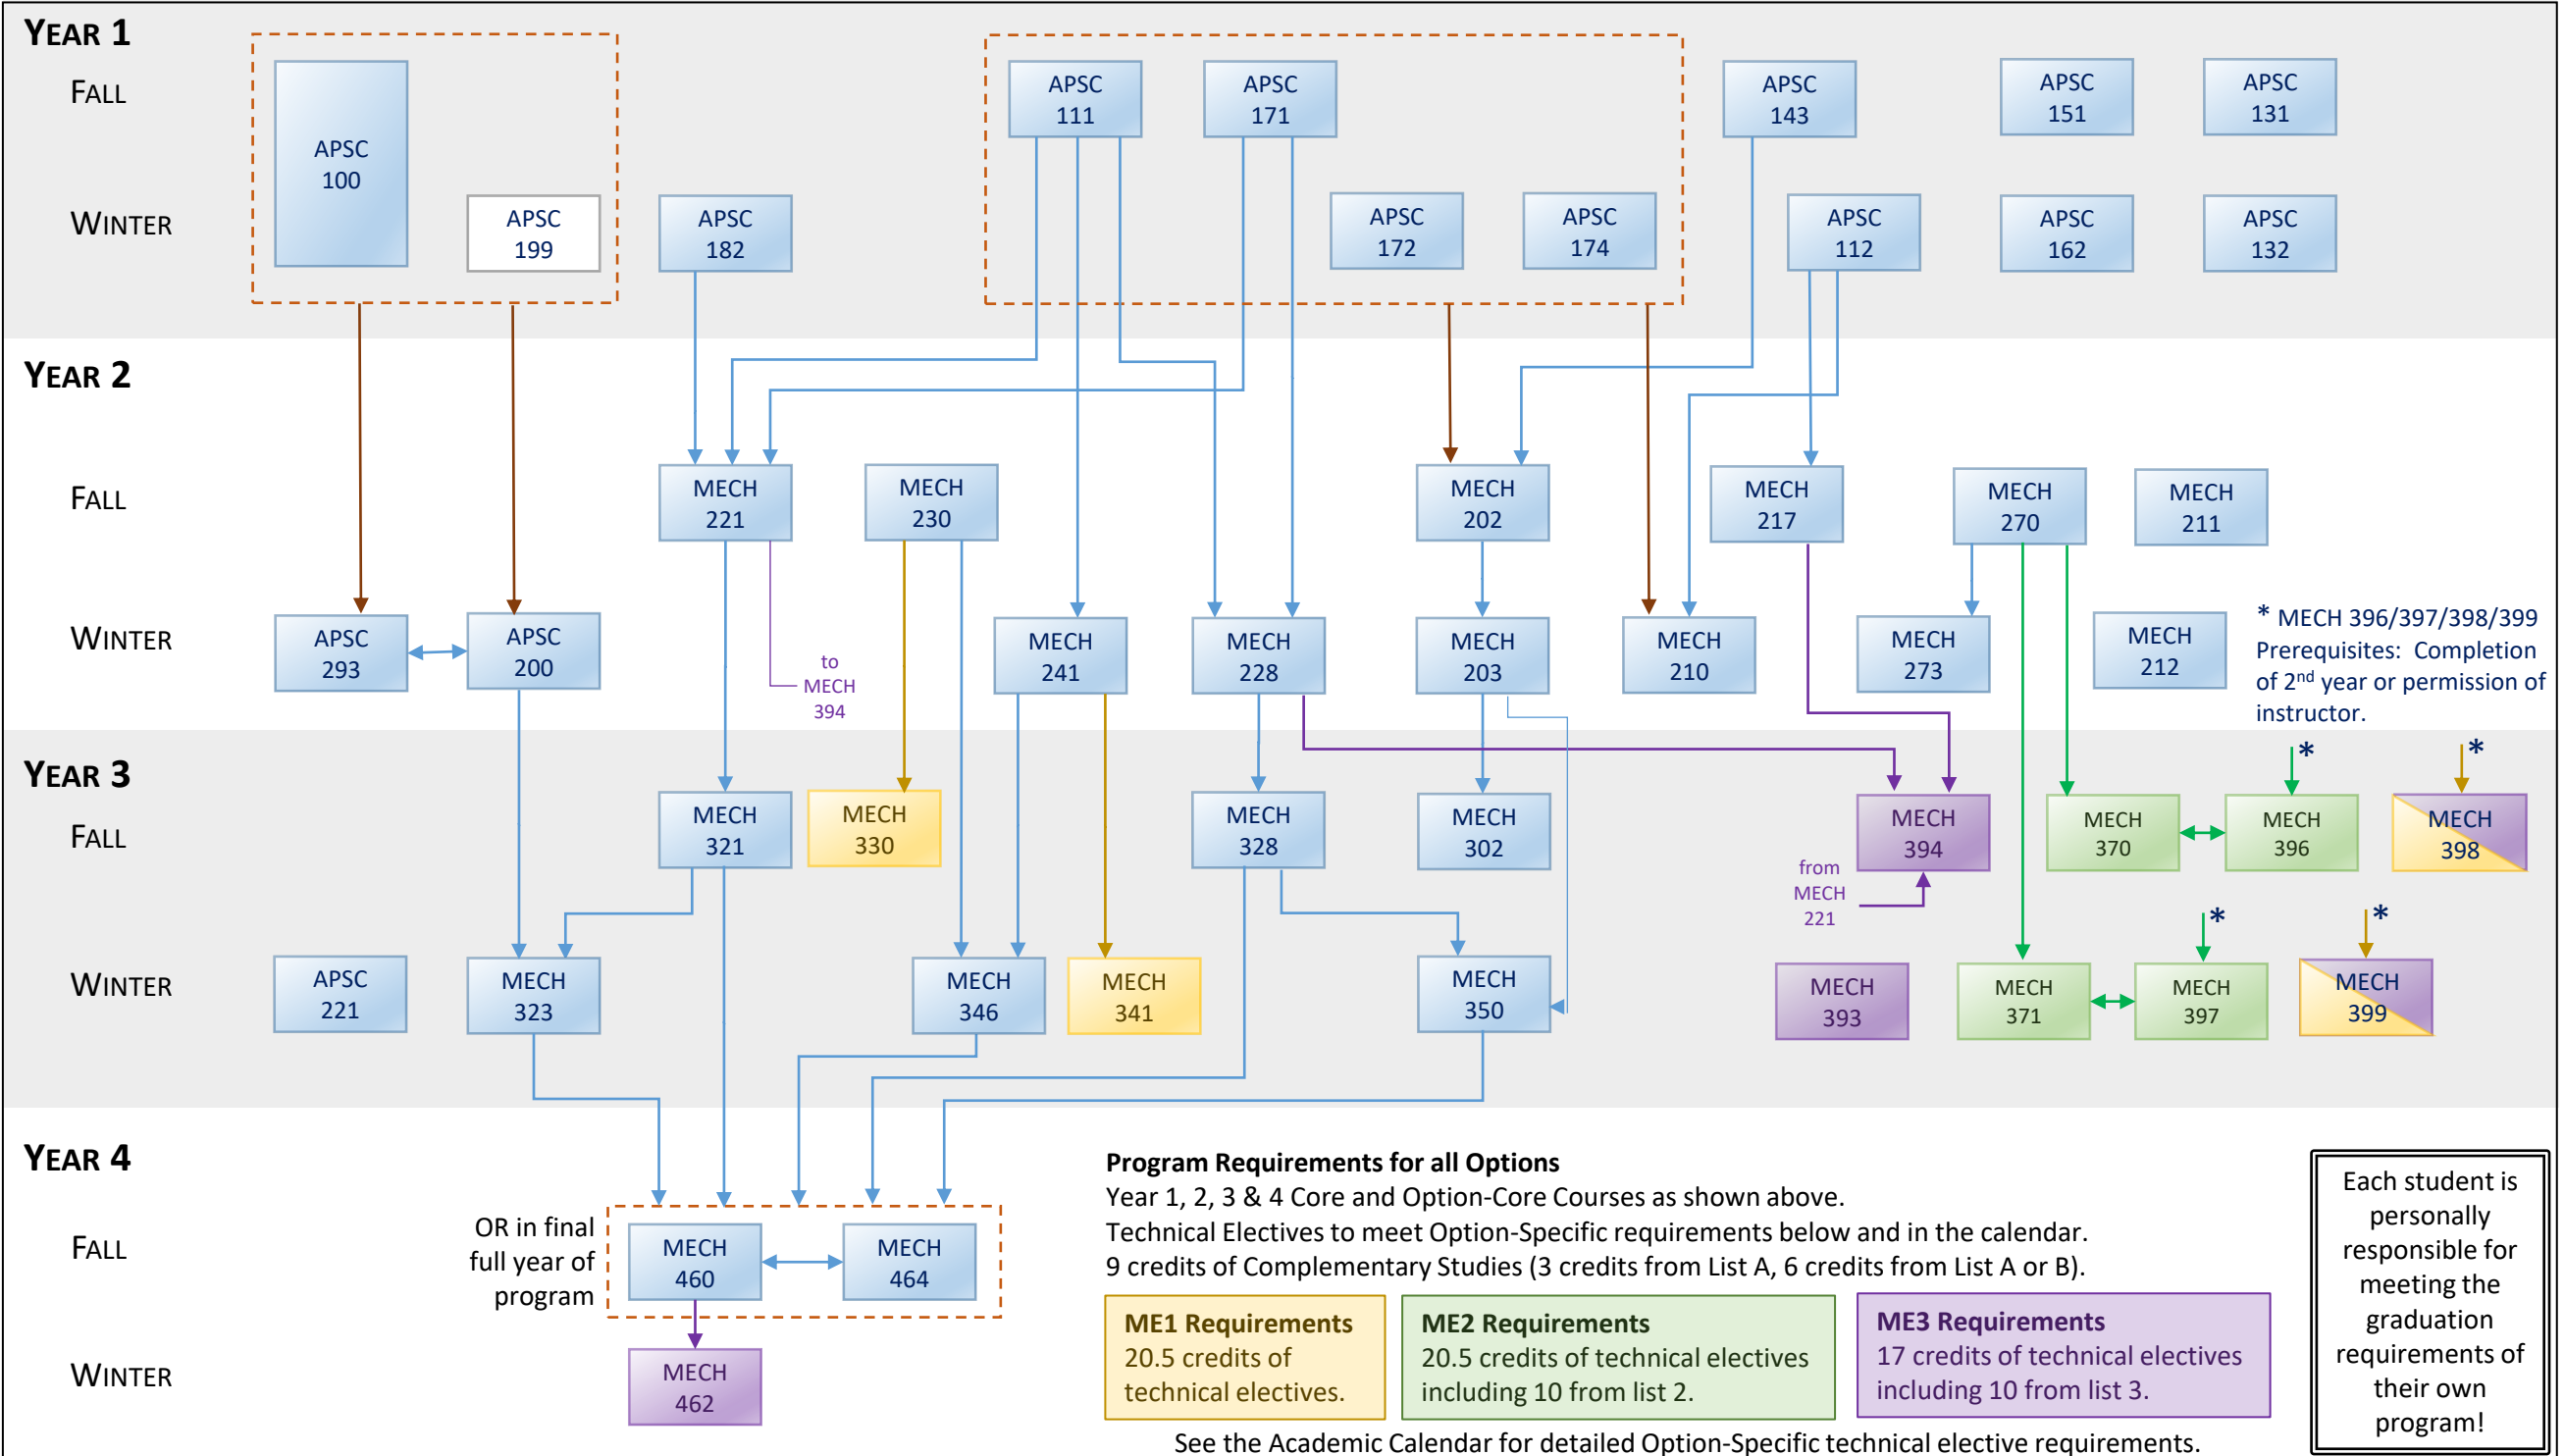 YEAR 1
FALL
APSC
100
APSC
111
APSC
171
APSC
143
APSC
151
APSC
131
WINTER
APSC
199
APSC
182
APSC
172
APSC
174
APSC
112
APSC
162
APSC
132
YEAR 2
FALL
MECH
221
MECH
230
MECH
202
MECH
217
MECH
270
MECH
211
WINTER
APSC
293
APSC
200
to
MECH
394
MECH
241
MECH
228
MECH
203
MECH
210
MECH
273
MECH
212
* MECH 396/397/398/399
Prerequisites: Completion
of 2nd year or permission of
instructor.
YEAR 3
FALL
MECH
321
MECH
330
MECH
328
MECH
302
MECH
394
from
MECH
221
MECH
370
*
MECH
396
*
MECH
398
WINTER
APSC
221
MECH
323
MECH
346
MECH
341
MECH
350
MECH
393
MECH
371
*
MECH
397
*
MECH
399
YEAR 4
FALL
OR in final
full year of
program
MECH
460
MECH
464
WINTER
MECH
462
Program Requirements for all Options
Year 1, 2, 3 & 4 Core and Option-Core Courses as shown above.
Technical Electives to meet Option-Specific requirements below and in the calendar.
9 credits of Complementary Studies (3 credits from List A, 6 credits from List A or B).
ME1 Requirements
20.5 credits of
technical electives.
ME2 Requirements
20.5 credits of technical electives
including 10 from list 2.
ME3 Requirements
17 credits of technical electives
including 10 from list 3.
See the Academic Calendar for detailed Option-Specific technical elective requirements.
Each student is
personally
responsible for
meeting the
graduation
requirements of
their own
program!